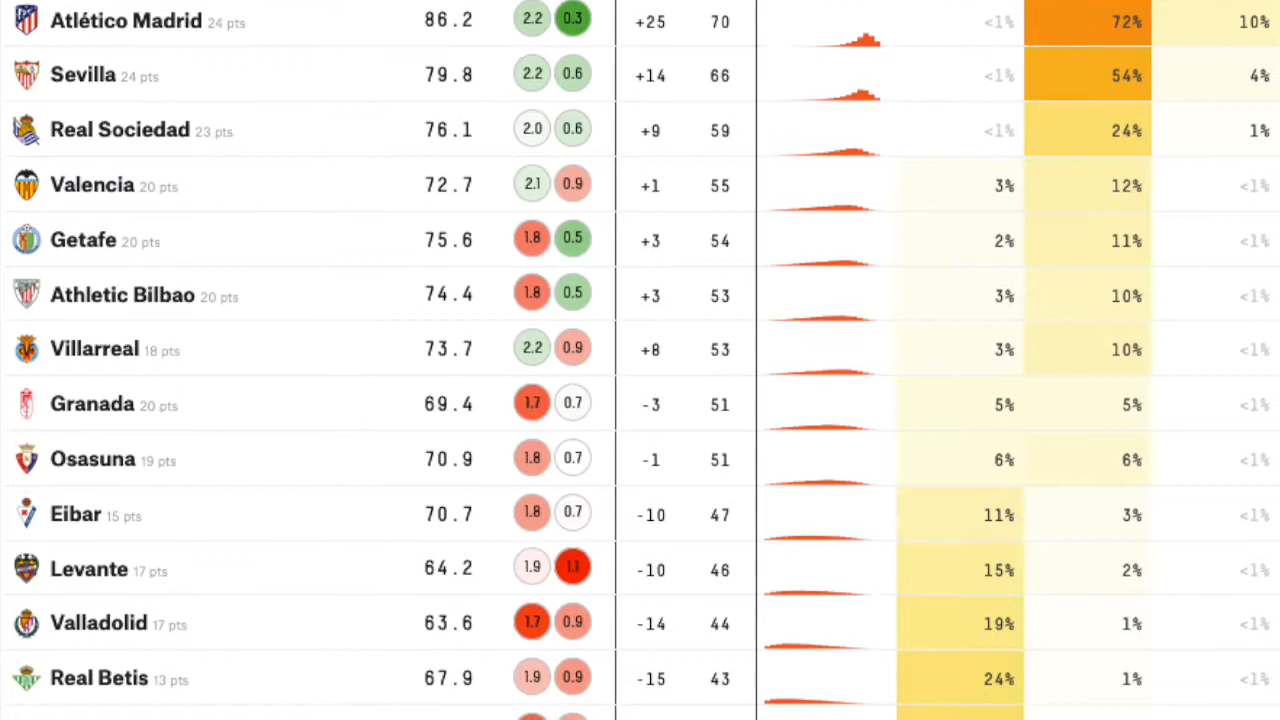 Atlético Madrid 24 pts 86.2 2.2 0.3 +25 70 <1% 72% 10%
Sevilla 24 pts 79.8 2.2 0.6 +14 66 <1% 54% 4%
Real Sociedad 23 pts 76.1 2.0 0.6 +9 59 <1% 24% 1%
Valencia 20 pts 72.7 2.1 0.9 +1 55 3% 12% <1%
Getafe 20 pts 75.6 1.8 0.5 +3 54 2% 11% <1%
Athletic Bilbao 20 pts 74.4 1.8 0.5 +3 53 3% 10% <1%
Villarreal 18 pts 73.7 2.2 0.9 +8 53 3% 10% <1%
Granada 20 pts 69.4 1.7 0.7 -3 51 5% 5% <1%
Osasuna 19 pts 70.9 1.8 0.7 -1 51 6% 6% <1%
Eibar 15 pts 70.7 1.8 0.7 -10 47 11% 3% <1%
Levante 17 pts 64.2 1.9 1.1 -10 46 15% 2% <1%
Valladolid 17 pts 63.6 1.7 0.9 -14 44 19% 1% <1%
Real Betis 13 pts 67.9 1.9 0.9 -15 43 24% 1% <1%